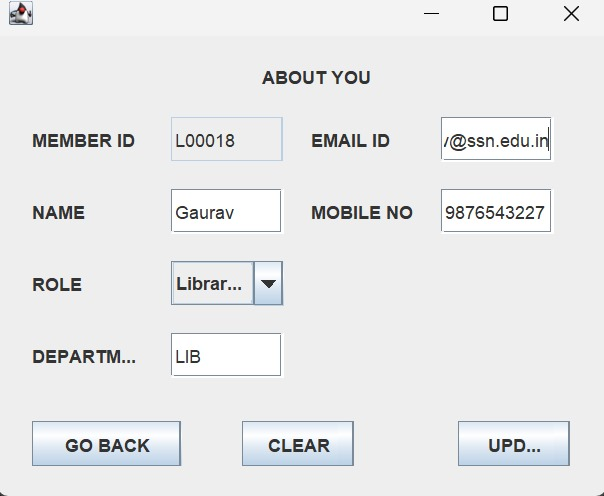 ABOUT YOU
MEMBER ID L00018 EMAIL ID /@ssn.edu.in
NAME Gaurav MOBILE NO 9876543227
ROLE Librar...
DEPARTM... LIB
GO BACK CLEAR UPD...